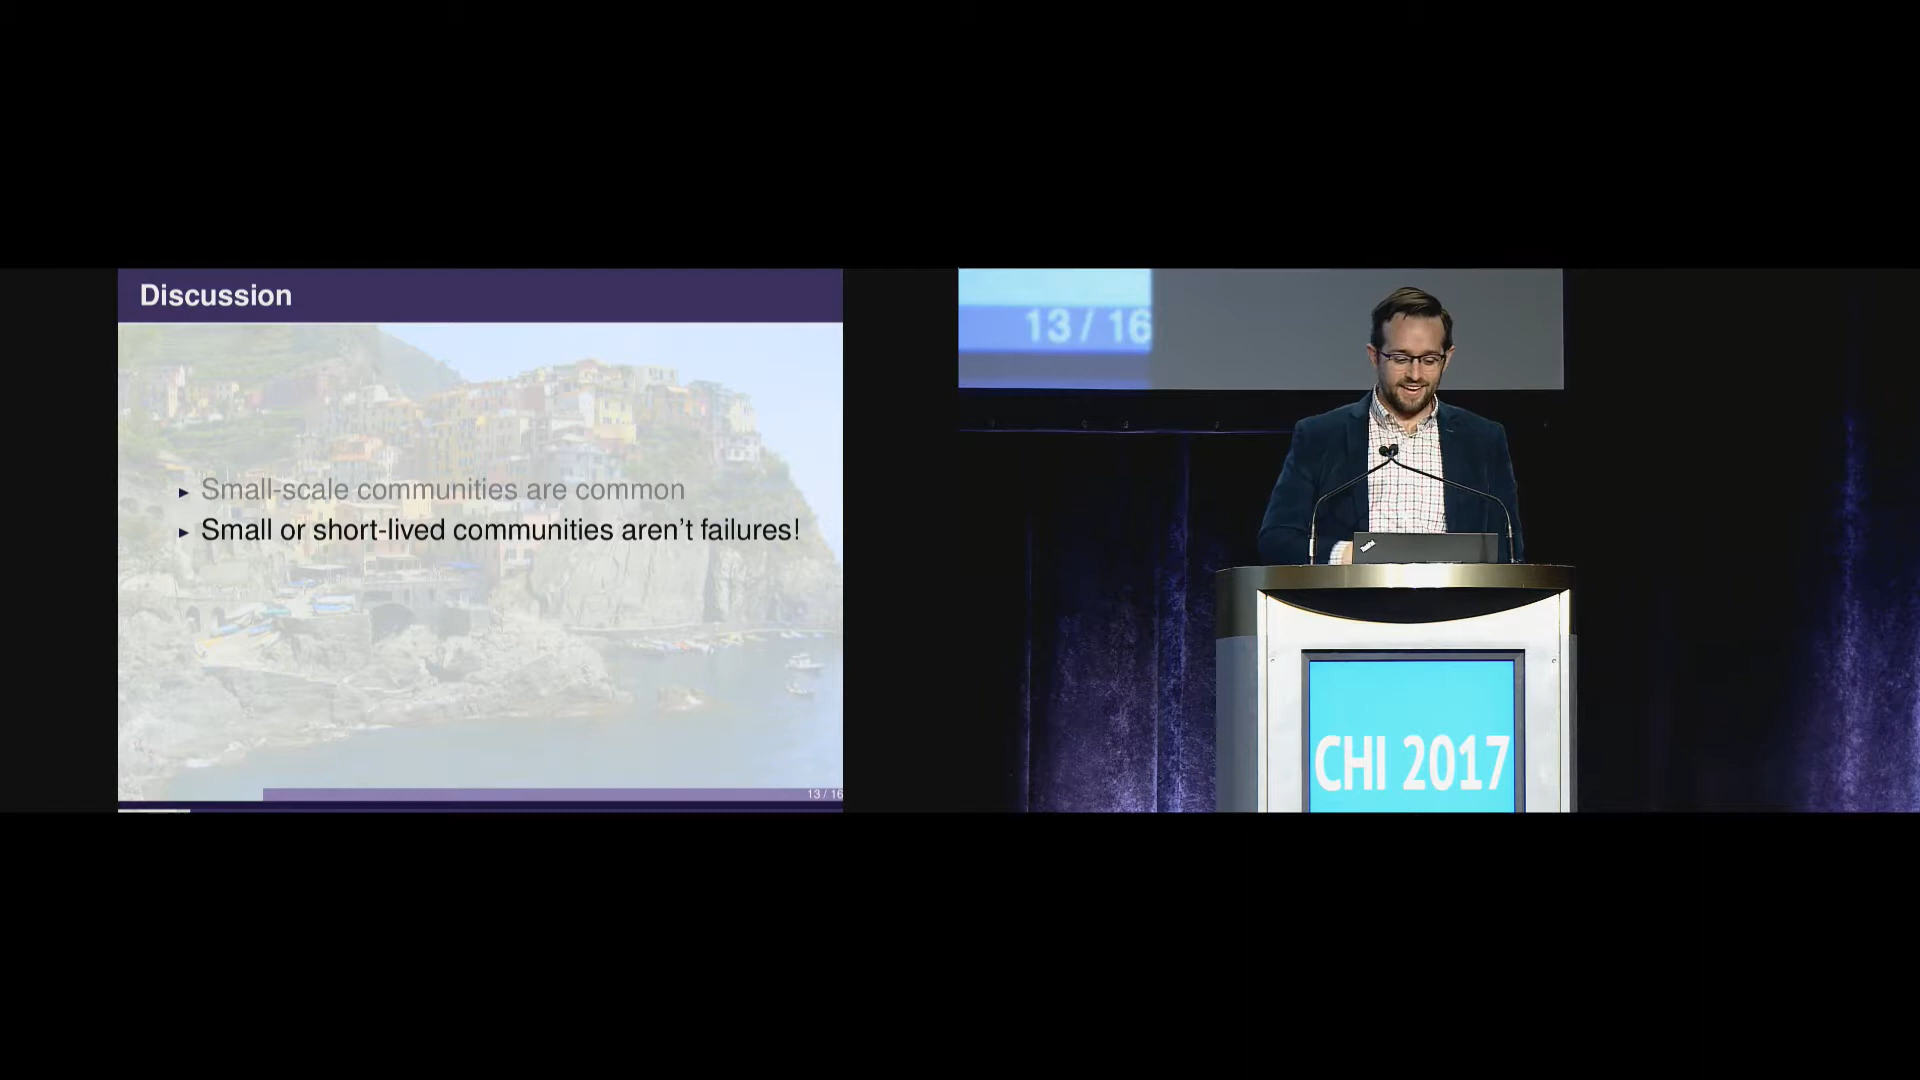 Discussion
▸ Small-scale communities are common
▸ Small or short-lived communities aren't failures!
13 / 16
13 / 16
ThinkPad
CHI 2017